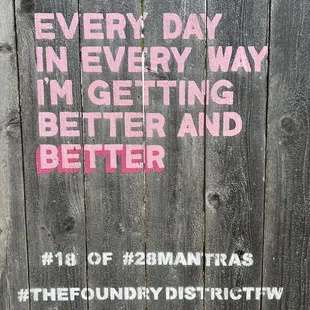 EVERY DAY
IN EVERY WAY
I'M GETTING
BETTER AND
BETTER
#18 OF #28MANTRAS
#THEFOUNDRYDISTRICTFW